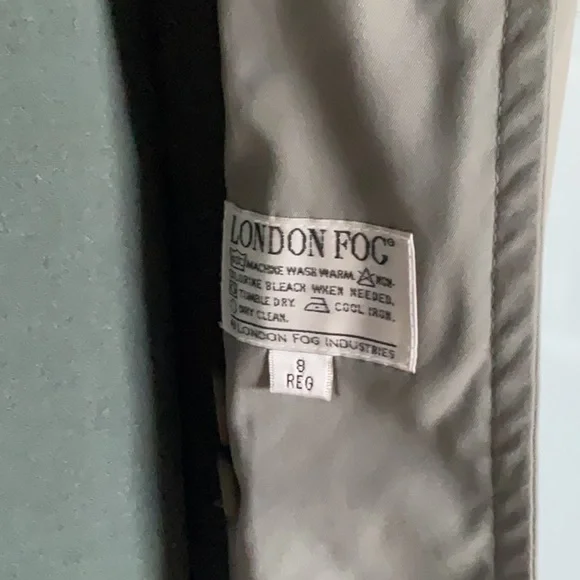 LONDON FOG®
MACHINE WASH WARM. NON-
CHLORINE BLEACH WHEN NEEDED.
TUMBLE DRY. COOL IRON.
DRY CLEAN.
© LONDON FOG INDUSTRIES
8
REG